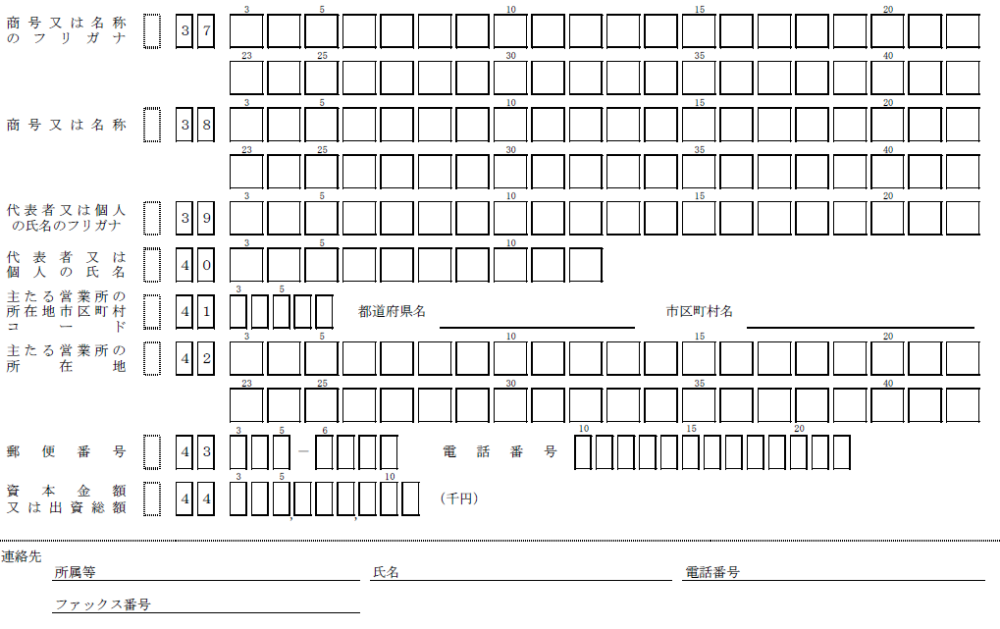 3 5 10 15 20
商号又は名称
のフリガナ 3 7
23 25 30 35 40
3 5 10 15 20
商号又は名称 3 8
23 25 30 35 40
3 5 10 15 20
代表者又は個人
の氏名のフリガナ 3 9
3 5 10
代表者又は
個人の氏名 4 0
主たる営業所の 3 5
所在地市区町村 4 1 都道府県名 市区町村名
コード
3 5 10 15 20
主たる営業所の
所在地 4 2
23 25 30 35 40
3 5 6 10 15 20
郵便番号 4 3 － 電話番号
3 5 10
資本金額
又は出資総額 4 4 , , （千円）
連絡先
所属等 氏名 電話番号
ファックス番号